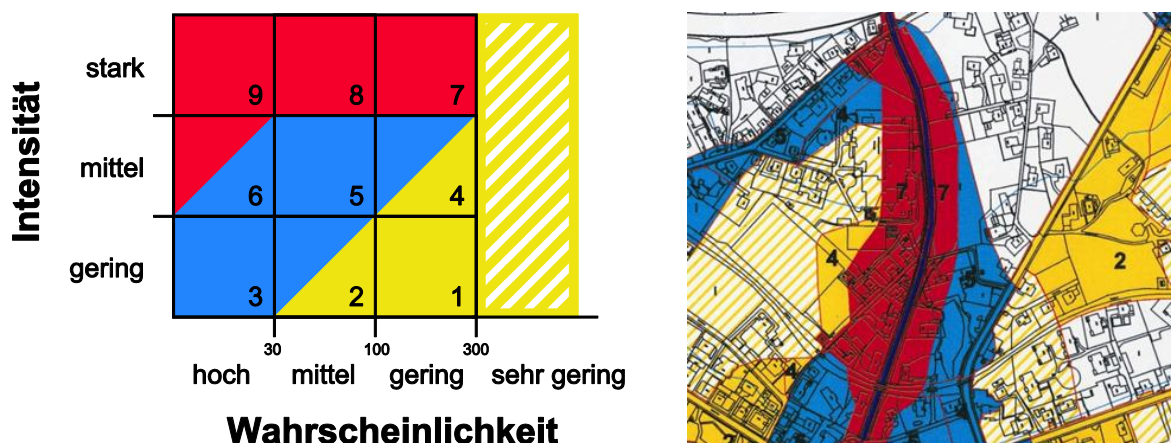 Intensität
stark
mittel
gering
9 8 7
6 5 4
3 2 1
30 100 300
hoch mittel gering sehr gering
Wahrscheinlichkeit
4
5
7 7
4
2
4